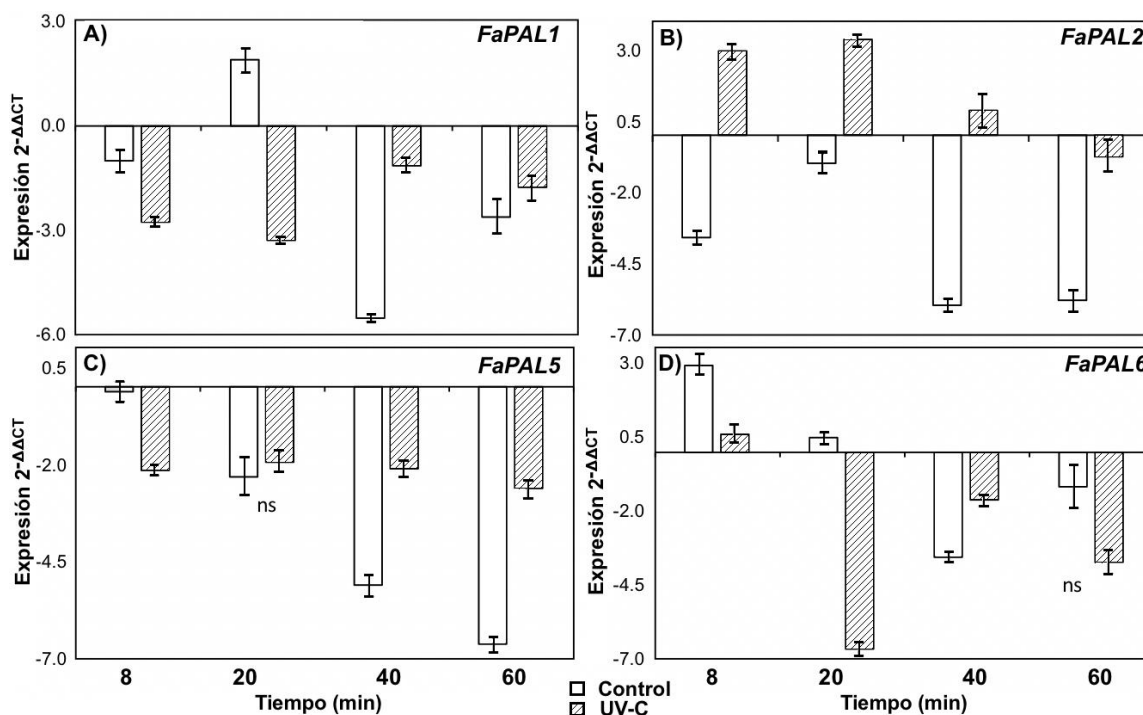 A) FaPAL1
3.0
0.0
-3.0
-6.0
Expresión 2-ΔΔCT
B) FaPAL2
3.0
0.5
-2.0
-4.5
-7.0
Expresión 2-ΔΔCT
C) FaPAL5
0.5
-2.0
-4.5
-7.0
Expresión 2-ΔΔCT
ns
8 20 40 60
Tiempo (min)
D) FaPAL6
3.0
0.5
-2.0
-4.5
-7.0
Expresión 2-ΔΔCT
ns
8 20 40 60
Tiempo (min)
Control
UV-C